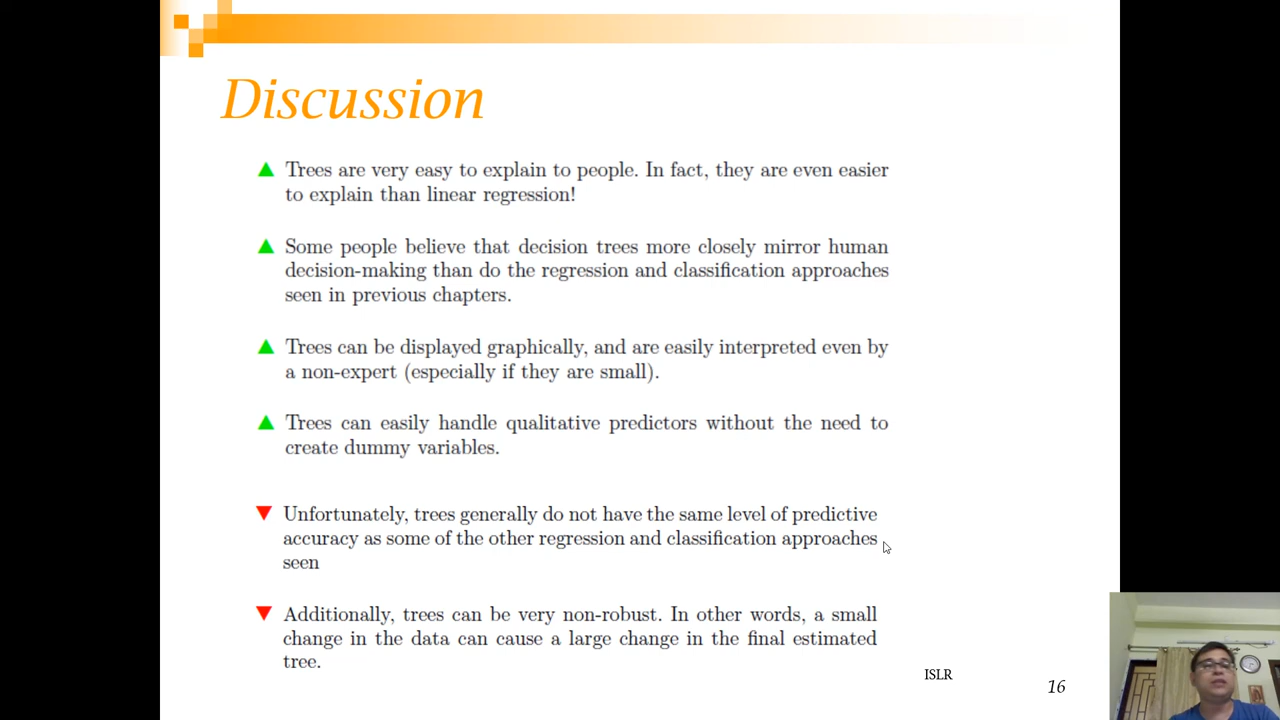 Discussion
Trees are very easy to explain to people. In fact, they are even easier
to explain than linear regression!
Some people believe that decision trees more closely mirror human
decision-making than do the regression and classification approaches
seen in previous chapters.
Trees can be displayed graphically, and are easily interpreted even by
a non-expert (especially if they are small).
Trees can easily handle qualitative predictors without the need to
create dummy variables.
Unfortunately, trees generally do not have the same level of predictive
accuracy as some of the other regression and classification approaches
seen
Additionally, trees can be very non-robust. In other words, a small
change in the data can cause a large change in the final estimated
tree.
ISLR
16